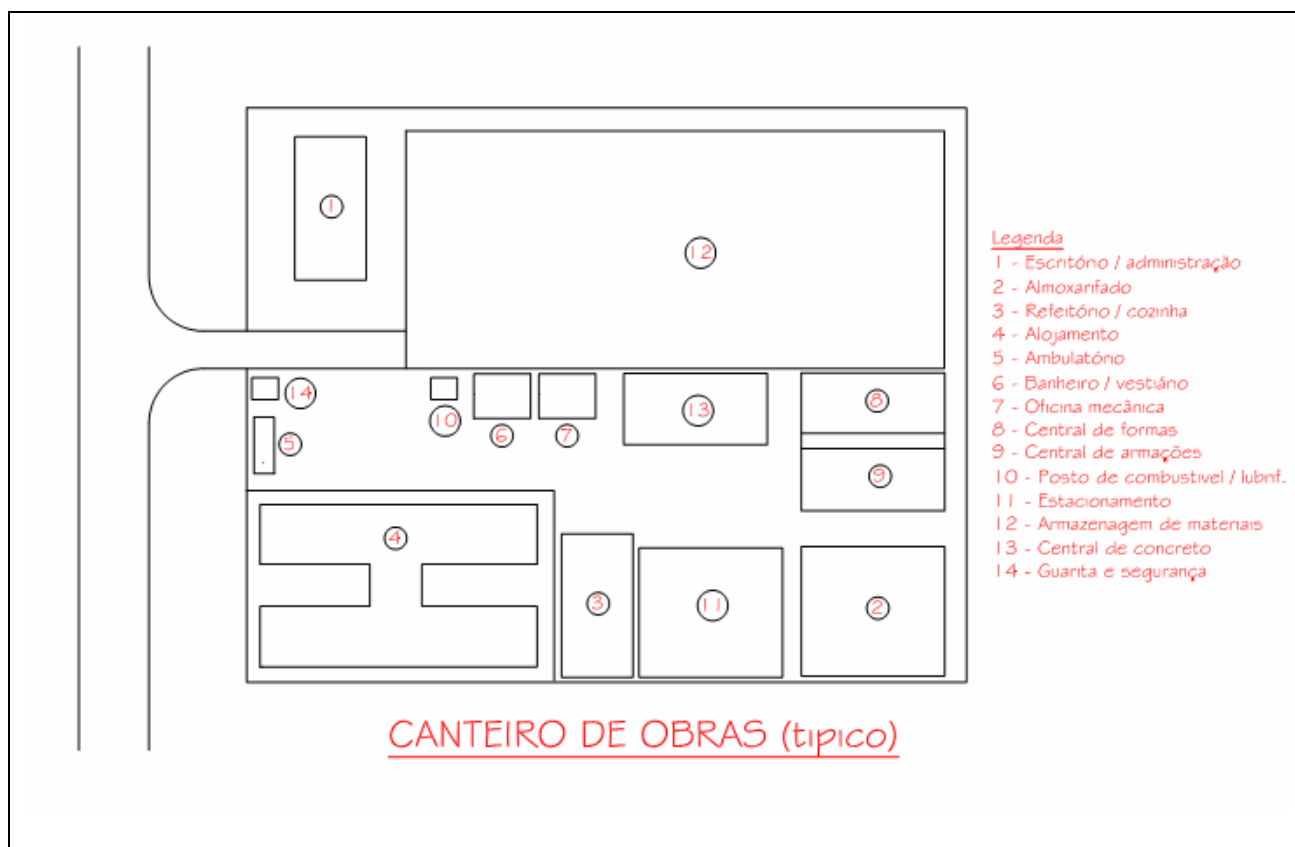 1
12
14
10
6
7
13
8
5
9
4
3
11
2
Legenda
1 - Escritório / administração
2 - Almoxarifado
3 - Refeitório / cozinha
4 - Alojamento
5 - Ambulatório
6 - Banheiro / vestiário
7 - Oficina mecânica
8 - Central de formas
9 - Central de armações
10 - Posto de combustivel / lubrif.
11 - Estacionamento
12 - Armazenagem de materiais
13 - Central de concreto
14 - Guarita e segurança
CANTEIRO DE OBRAS (tipico)